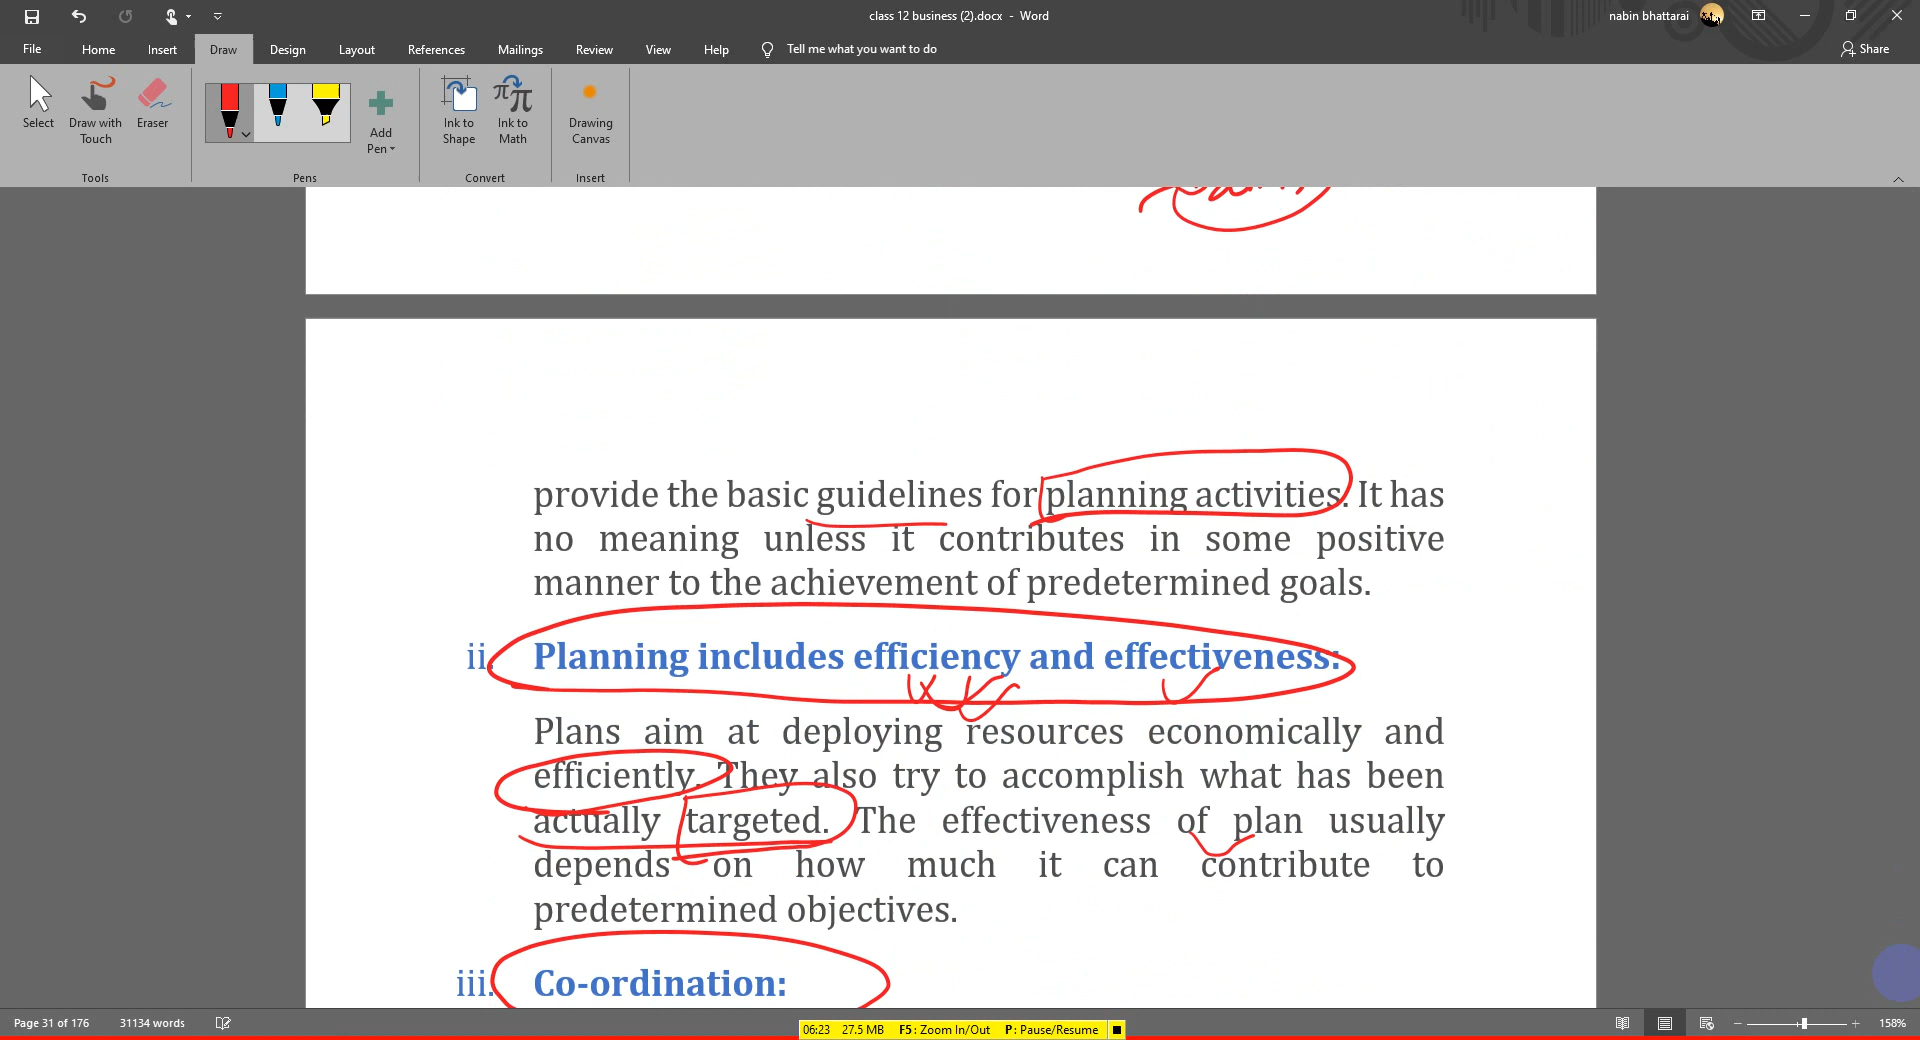 class 12 business (2).docx - Word
nabin bhattarai
File Home Insert Draw Design Layout References Mailings Review View Help Tell me what you want to do Share
Select
Draw with Touch
Eraser
Add Pen
Ink to Shape
Ink to Math
Drawing Canvas
Tools Pens Convert Insert
provide the basic guidelines for planning activities. It has
no meaning unless it contributes in some positive
manner to the achievement of predetermined goals.
ii. Planning includes efficiency and effectiveness:
Plans aim at deploying resources economically and
efficiently. They also try to accomplish what has been
actually targeted. The effectiveness of plan usually
depends on how much it can contribute to
predetermined objectives.
iii. Co-ordination:
Page 31 of 176 31134 words 158%
06:23 27.5 MB F5 : Zoom In/Out P : Pause/Resume